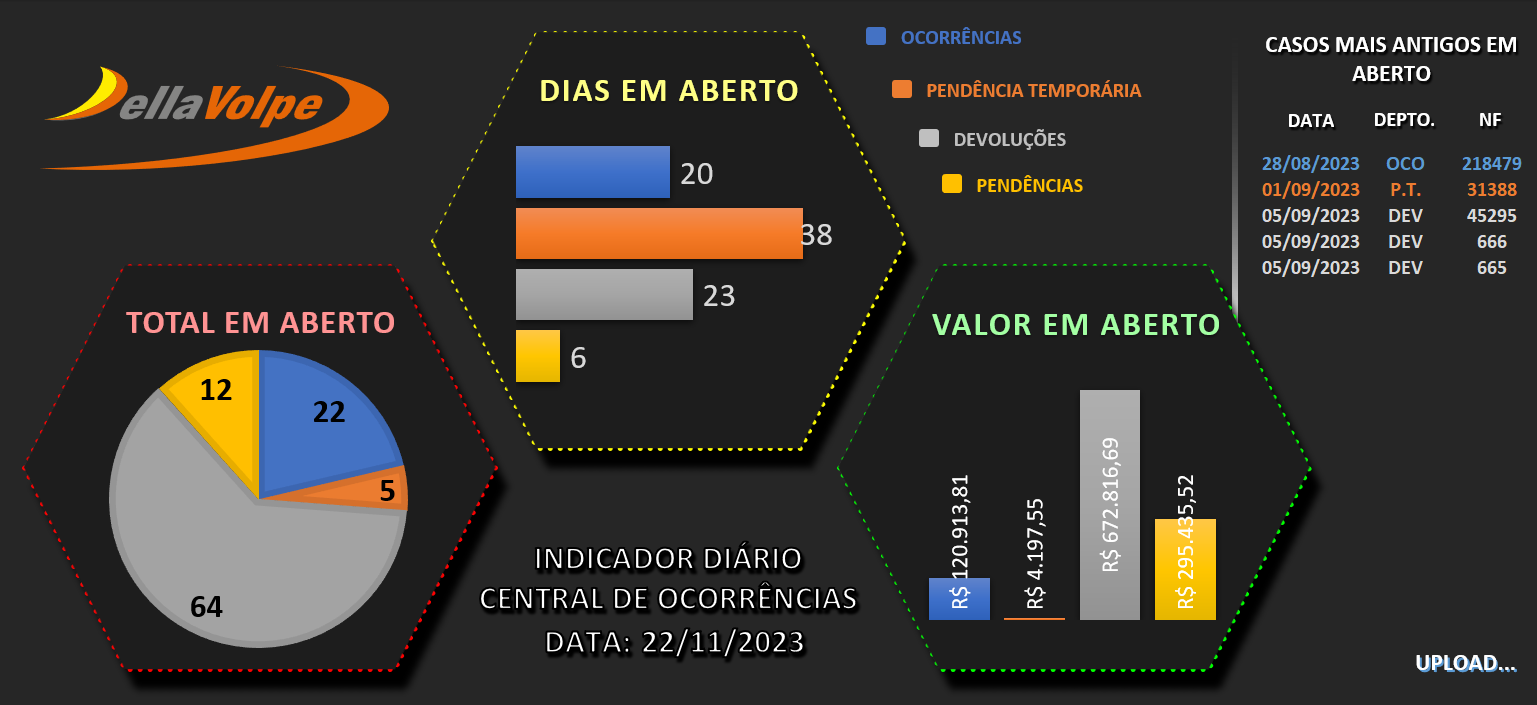 ellaVolpe
DIAS EM ABERTO
20
38
23
6
OCORRÊNCIAS
PENDÊNCIA TEMPORÁRIA
DEVOLUÇÕES
PENDÊNCIAS
CASOS MAIS ANTIGOS EM
ABERTO
DATA DEPTO. NF
28/08/2023 OCO 218479
01/09/2023 P.T. 31388
05/09/2023 DEV 45295
05/09/2023 DEV 666
05/09/2023 DEV 665
TOTAL EM ABERTO
12
22
5
64
INDICADOR DIÁRIO
CENTRAL DE OCORRÊNCIAS
DATA: 22/11/2023
VALOR EM ABERTO
R$ 120.913,81
R$ 4.197,55
R$ 672.816,69
R$ 295.435,52
UPLOAD...